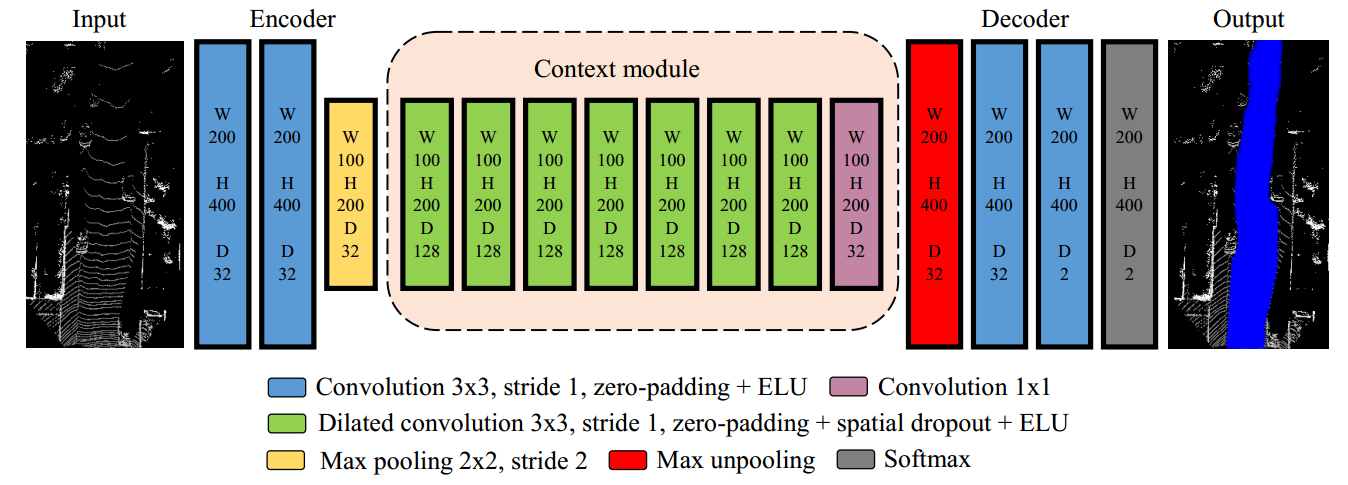 Input Encoder Decoder Output
Context module
W 200 H 400 D 32
W 200 H 400 D 32
W 100 H 200 D 32
W 100 H 200 D 128
W 100 H 200 D 128
W 100 H 200 D 128
W 100 H 200 D 128
W 100 H 200 D 128
W 100 H 200 D 128
W 100 H 200 D 128
W 100 H 200 D 32
W 200 H 400 D 32
W 200 H 400 D 32
W 200 H 400 D 2
W 200 H 400 D 2
Convolution 3x3, stride 1, zero-padding + ELU Convolution 1x1
Dilated convolution 3x3, stride 1, zero-padding + spatial dropout + ELU
Max pooling 2x2, stride 2 Max unpooling Softmax